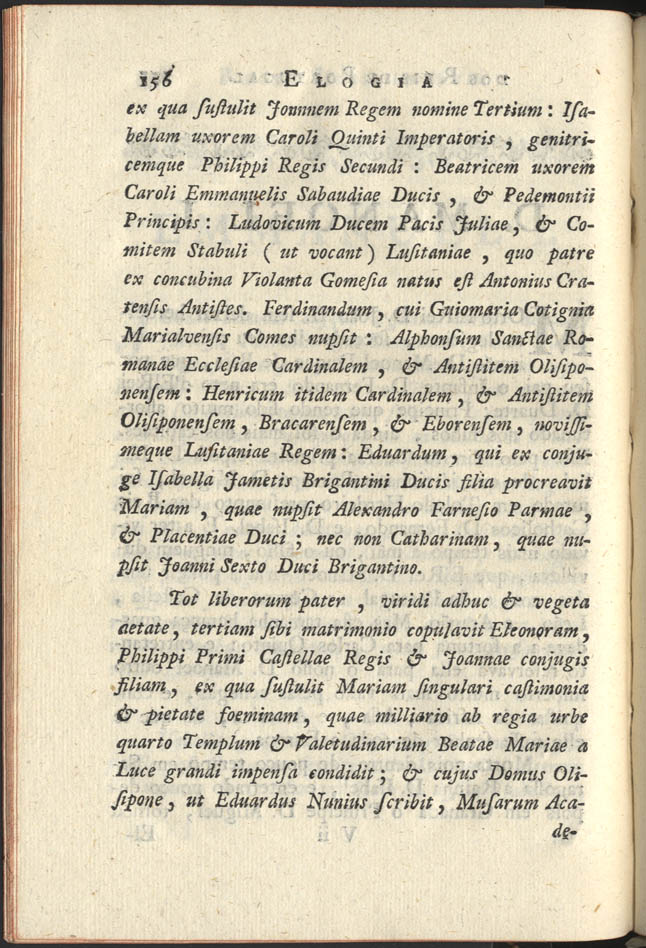 156 ELOGIA
ex qua ſuſtulit Jonnnem Regem nomine Tertium: Iſa-
bellam uxorem Caroli Quinti Imperatoris, genitri-
cemque Philippi Regis Secundi: Beatricem uxorem
Caroli Emmanuelis Sabaudiae Ducis, & Pedemontii
Principis: Ludovicum Ducem Pacis Juliae, & Co-
mitem Stabuli (ut vocant) Luſitaniae, quo patre
ex concubina Violanta Gomeſia natus eſt Antonius Cra-
tenſis Antiſtes. Ferdinandum, cui Guiomaria Cotignia
Marialvenſis Comes nupſit: Alphonſum Sanctae Ro-
manae Eccleſiae Cardinalem, & Antiſtitem Oliſipo-
nenſem: Henricum itidem Cardinalem, & Antiſtitem
Oliſiponenſem, Bracarenſem, & Eborenſem, noviſſi-
meque Luſitaniae Regem: Eduardum, qui ex conju-
ge Iſabella Jametis Brigantini Ducis filia procreavit
Mariam, quae nupſit Alexandro Farneſio Parmae,
& Placentiae Duci; nec non Catharinam, quae nu-
pſit Joanni Sexto Duci Brigantino.
Tot liberorum pater, viridi adhuc & vegeta
aetate, tertiam ſibi matrimonio copulavit Eleonoram,
Philippi Primi Caſtellae Regis & Joannae conjugis
filiam, ex qua ſuſtulit Mariam ſingulari caſtimonia
& pietate foeminam, quae milliario ab regia urbe
quarto Templum & Valetudinarium Beatae Mariae a
Luce grandi impenſa condidit; & cujus Domus Oli-
ſipone, ut Eduardus Nunius ſcribit, Muſarum Aca-
de-